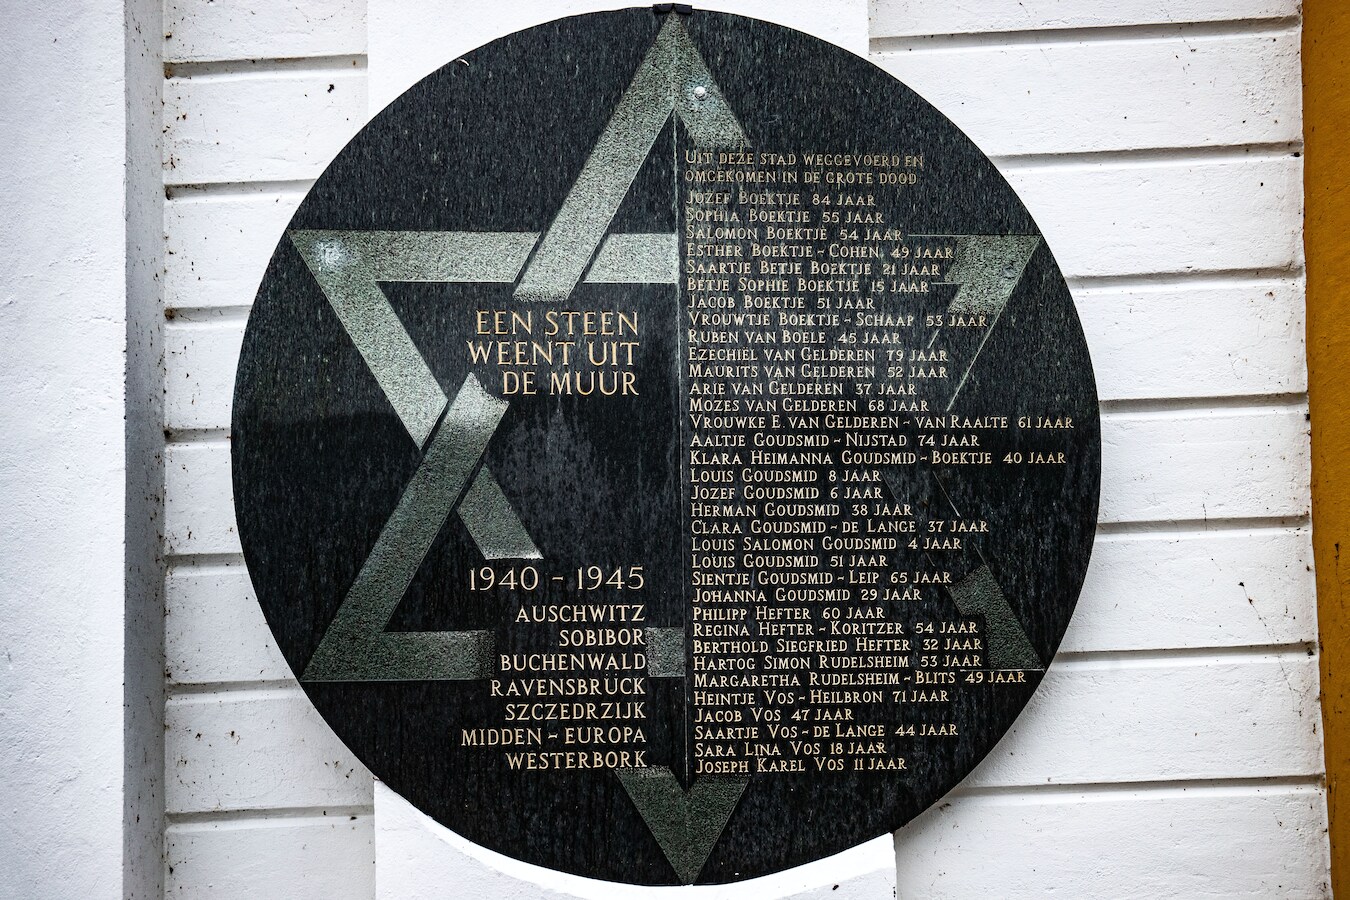 EEN STEEN
WEENT UIT
DE MUUR
1940 - 1945
AUSCHWITZ
SOBIBOR
BUCHENWALD
RAVENSBRÜCK
SZCZEDRZIJK
MIDDEN - EUROPA
WESTERBORK
UIT DEZE STAD WEGGEVOERD EN
OMGEKOMEN IN DE GROTE DOOD
JOZEF BOEKTJE 84 JAAR
SOPHIA BOEKTJE 55 JAAR
SALOMON BOEKTJE 54 JAAR
ESTHER BOEKTJE - COHEN 49 JAAR
SAARTJE BETJE BOEKTJE 21 JAAR
BETJE SOPHIE BOEKTJE 15 JAAR
JACOB BOEKTJE 51 JAAR
VROUWTJE BOEKTJE - SCHAAP 53 JAAR
RUBEN VAN BOELE 45 JAAR
EZECHIEL VAN GELDEREN 79 JAAR
MAURITS VAN GELDEREN 52 JAAR
ARIE VAN GELDEREN 37 JAAR
MOZES VAN GELDEREN 68 JAAR
VROUWKE E. VAN GELDEREN - VAN RAALTE 61 JAAR
AALTJE GOUDSMID - NIJSTAD 74 JAAR
KLARA HEIMANNA GOUDSMID - BOEKTJE 40 JAAR
LOUIS GOUDSMID 8 JAAR
JOZEF GOUDSMID 6 JAAR
HERMAN GOUDSMID 38 JAAR
CLARA GOUDSMID - DE LANGE 37 JAAR
LOUIS SALOMON GOUDSMID 4 JAAR
LOUIS GOUDSMID 51 JAAR
SIENTJE GOUDSMID - LEIP 65 JAAR
JOHANNA GOUDSMID 29 JAAR
PHILIPP HEFTER 60 JAAR
REGINA HEFTER - KORITZER 54 JAAR
BERTHOLD SIEGFRIED HEFTER 32 JAAR
HARTOG SIMON RUDELSHEIM 53 JAAR
MARGARETHA RUDELSHEIM - BLITS 49 JAAR
HEINTJE VOS - HEILBRON 71 JAAR
JACOB VOS 47 JAAR
SAARTJE VOS - DE LANGE 44 JAAR
SARA LINA VOS 18 JAAR
JOSEPH KAREL VOS 11 JAAR